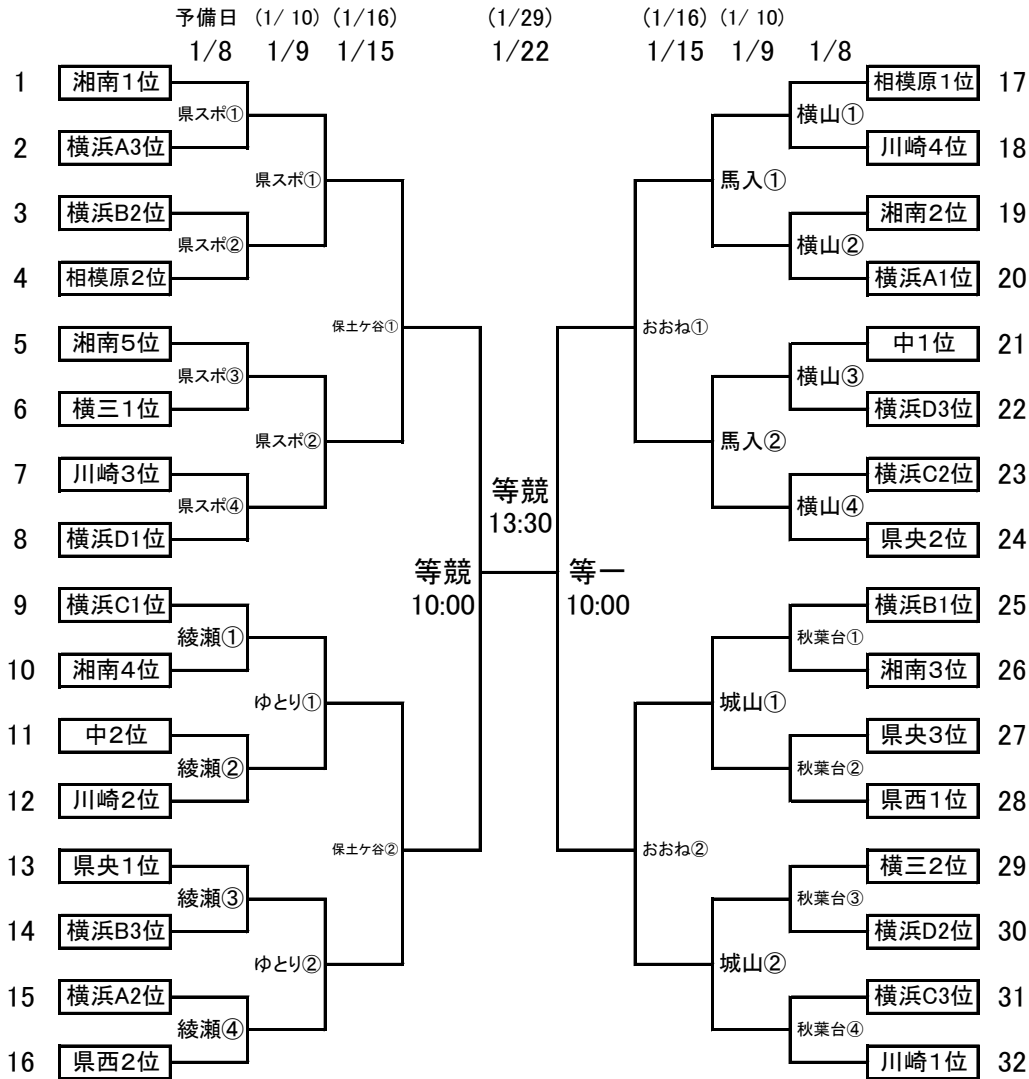 予備日 (1/ 10) (1/16) (1/29) (1/16) (1/ 10)
1/8 1/9 1/15 1/22 1/15 1/9 1/8
1 湘南1位 相模原1位 17
県スポ① 横山①
2 横浜A3位 川崎4位 18
県スポ① 馬入①
3 横浜B2位 湘南2位 19
県スポ② 横山②
4 相模原2位 横浜A1位 20
保土ケ谷① おおね①
5 湘南5位 中1位 21
県スポ③ 横山③
6 横三1位 横浜D3位 22
県スポ② 馬入②
7 川崎3位 横浜C2位 23
等競
県スポ④ 横山④
13:30
8 横浜D1位 県央2位 24
等競 等一
10:00 10:00
9 横浜C1位 横浜B1位 25
綾瀬① 秋葉台①
10 湘南4位 湘南3位 26
ゆとり① 城山①
11 中2位 県央3位 27
綾瀬② 秋葉台②
12 川崎2位 県西1位 28
保土ケ谷② おおね②
13 県央1位 横三2位 29
綾瀬③ 秋葉台③
14 横浜B3位 横浜D2位 30
ゆとり② 城山②
15 横浜A2位 横浜C3位 31
綾瀬④ 秋葉台④
16 県西2位 川崎1位 32